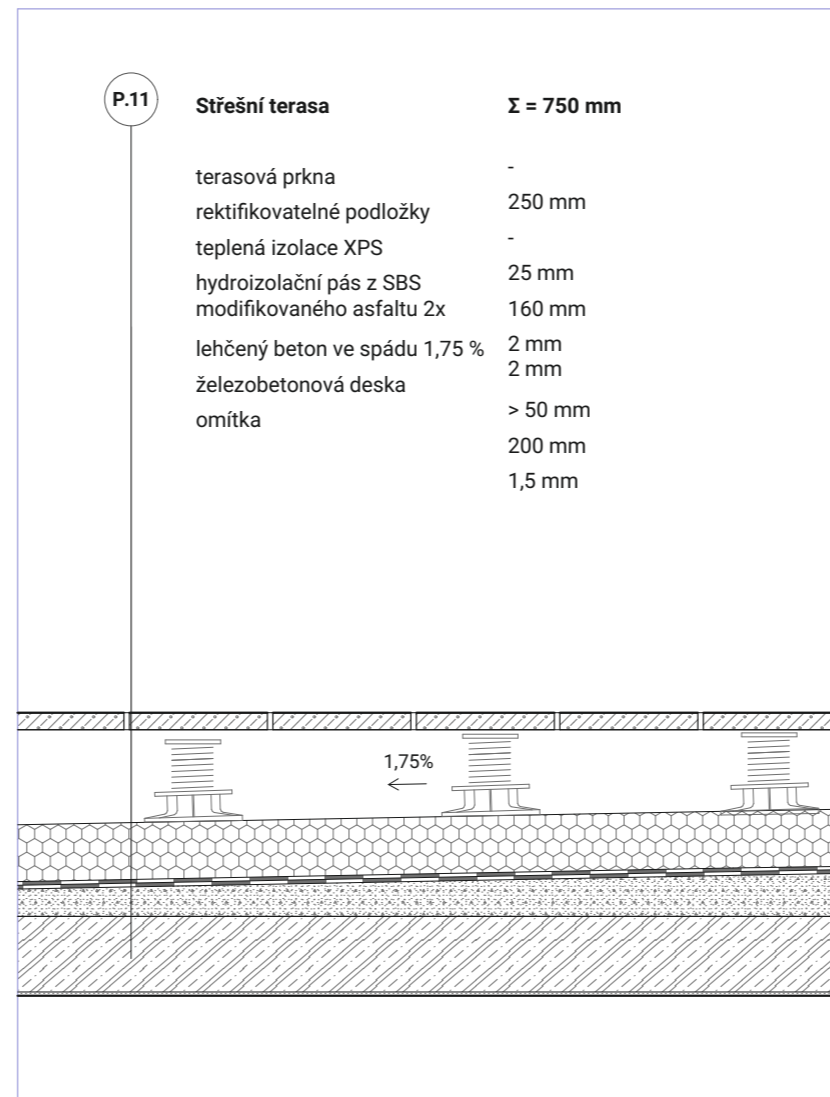 P.11 Střešní terasa Σ = 750 mm
terasová prkna
rektifikovatelné podložky
teplená izolace XPS
hydroizolační pás z SBS
modifikovaného asfaltu 2x
lehčený beton ve spádu 1,75 %
železobetonová deska
omítka
-
250 mm
-
25 mm
160 mm
2 mm
2 mm
> 50 mm
200 mm
1,5 mm
1,75%